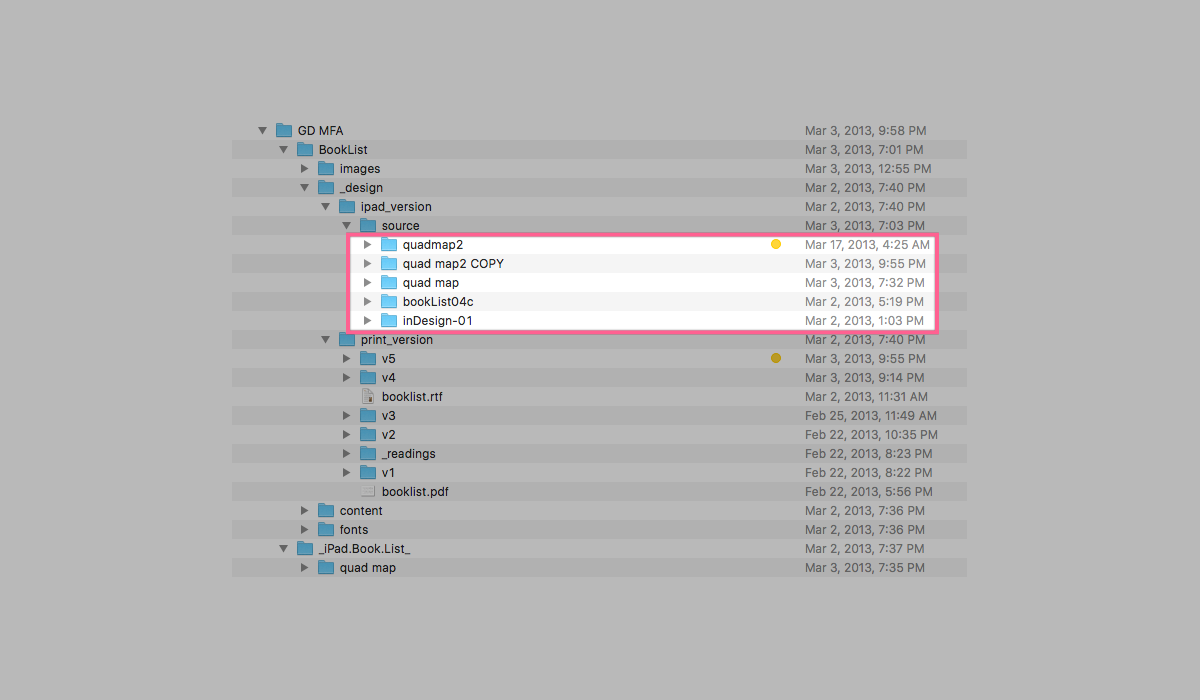 GD MFA Mar 3, 2013, 9:58 PM
BookList Mar 3, 2013, 7:01 PM
images Mar 3, 2013, 12:55 PM
_design Mar 2, 2013, 7:40 PM
ipad_version Mar 2, 2013, 7:40 PM
source Mar 3, 2013, 7:03 PM
quadmap2 Mar 17, 2013, 4:25 AM
quad map2 COPY Mar 3, 2013, 9:55 PM
quad map Mar 3, 2013, 7:32 PM
bookList04c Mar 2, 2013, 5:19 PM
inDesign-01 Mar 2, 2013, 1:03 PM
print_version Mar 2, 2013, 7:40 PM
v5 Mar 3, 2013, 9:55 PM
v4 Mar 3, 2013, 9:14 PM
booklist.rtf Mar 2, 2013, 11:31 AM
v3 Feb 25, 2013, 11:49 AM
v2 Feb 22, 2013, 10:35 PM
_readings Feb 22, 2013, 8:23 PM
v1 Feb 22, 2013, 8:22 PM
booklist.pdf Feb 22, 2013, 5:56 PM
content Mar 2, 2013, 7:36 PM
fonts Mar 2, 2013, 7:36 PM
_iPad.Book.List_ Mar 2, 2013, 7:37 PM
quad map Mar 3, 2013, 7:35 PM